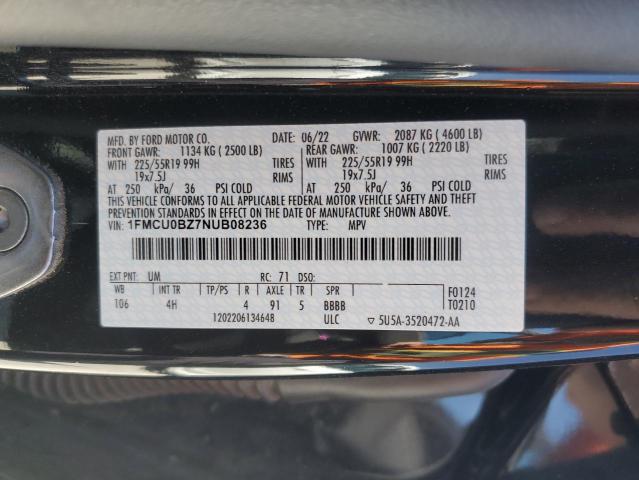 MFD. BY FORD MOTOR CO. DATE: 06/22 GVWR: 2087 KG ( 4600 LB)
FRONT GAWR: 1134 KG ( 2500 LB) REAR GAWR: 1007 KG ( 2220 LB)
225/55R19 99H TIRES 225/55R19 99H TIRES
19x7.5J RIMS 19x7.5J RIMS
AT 250 kPa/ 36 PSI COLD AT 250 kPa/ 36 PSI COLD
THIS VEHICLE CONFORMS TO ALL APPLICABLE FEDERAL MOTOR VEHICLE SAFETY AND THEFT
PREVENTION STANDARDS IN EFFECT ON THE DATE OF MANUFACTURE SHOWN ABOVE.
VIN: 1FMCU0BZ7NUB08236 TYPE: MPV
EXT PNT: UM RC: 71 DSO:
WB INT TR TP/PS R AXLE TR SPR F0124
106 4H 4 91 5 BBBB T0210
1202206134648 ULC ▽ 5U5A-3520472-AA